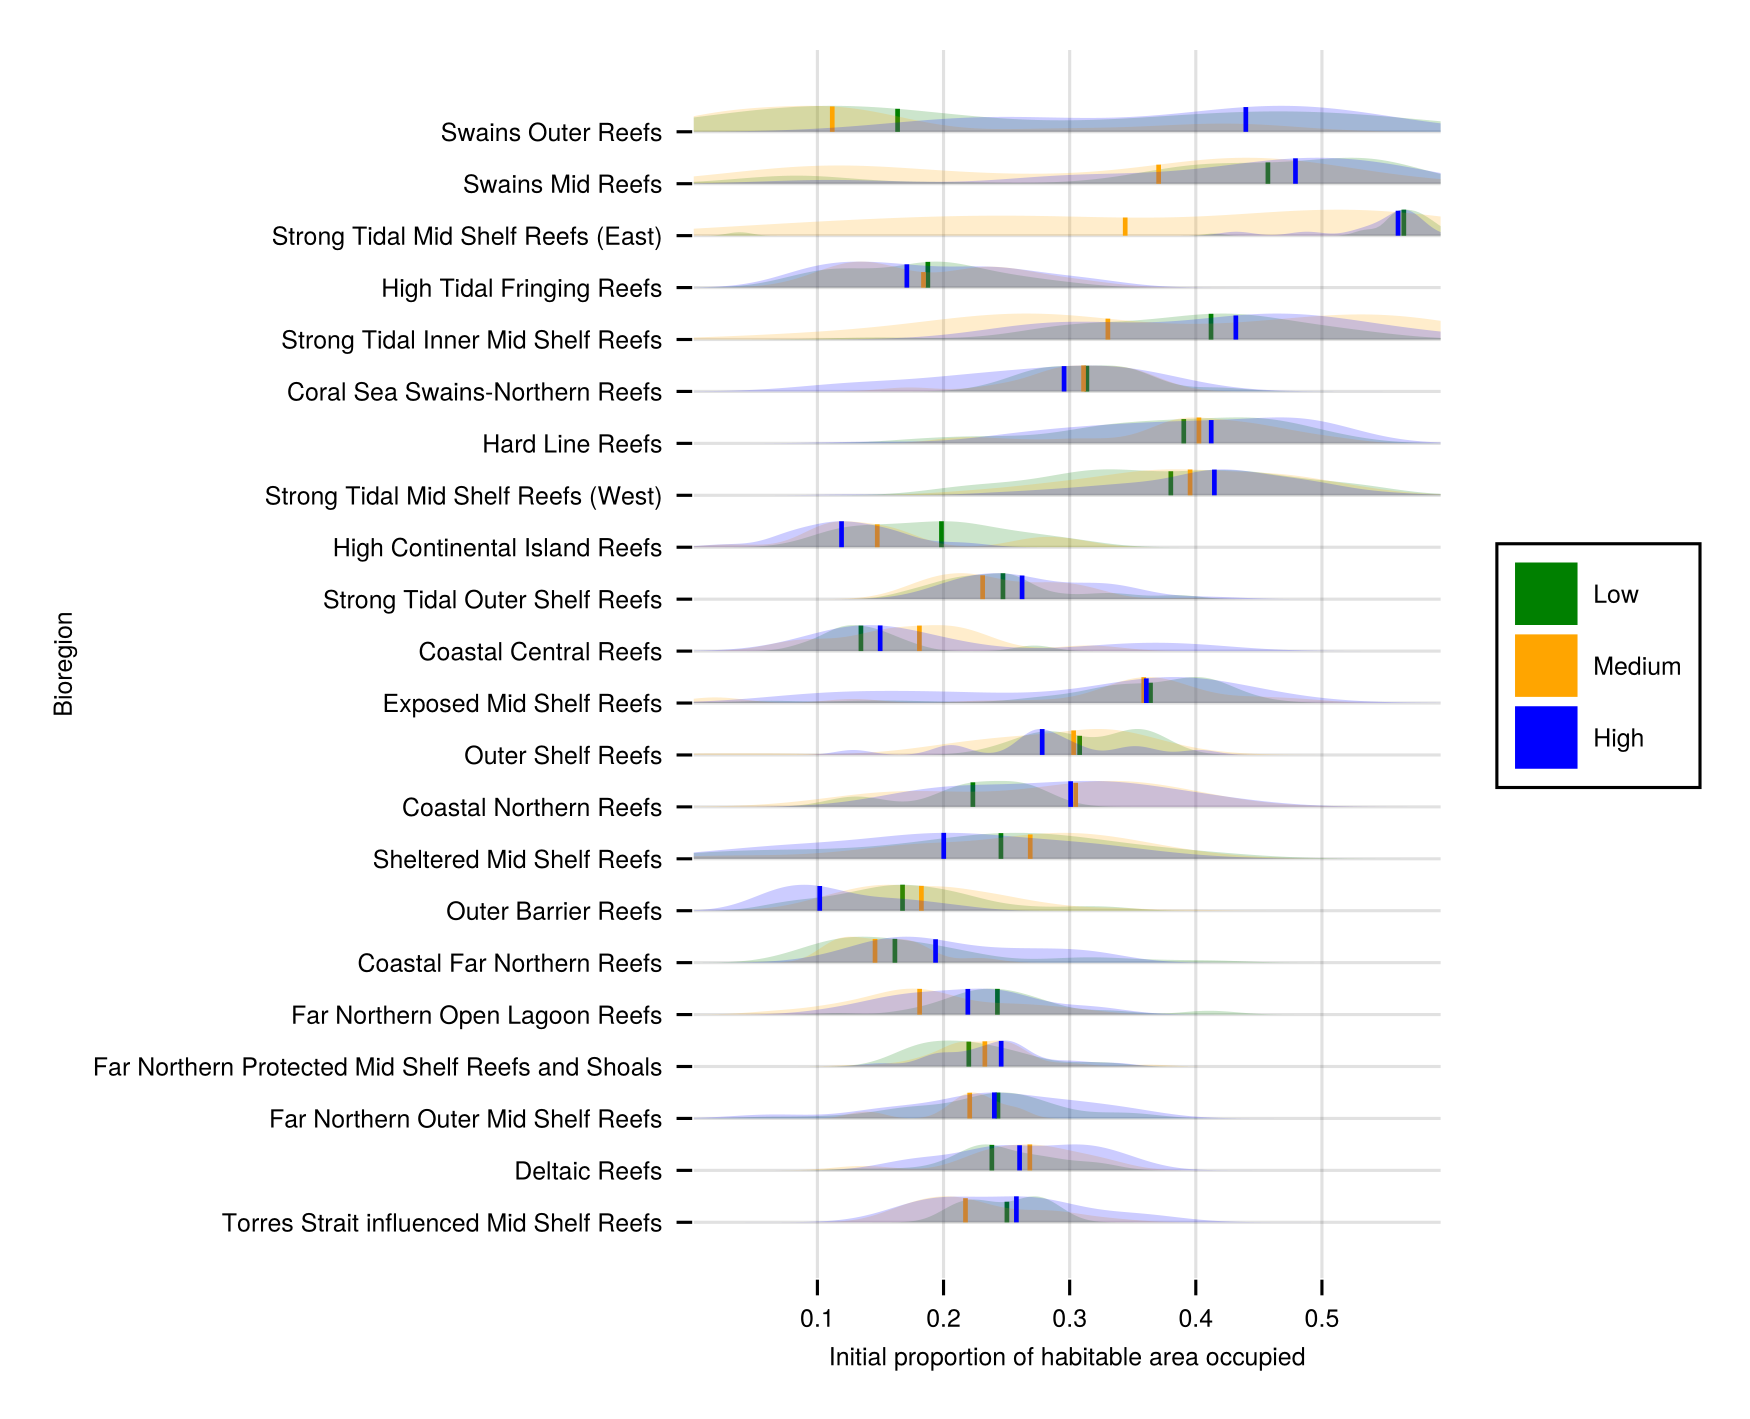 Swains Outer Reefs
Swains Mid Reefs
Strong Tidal Mid Shelf Reefs (East)
High Tidal Fringing Reefs
Strong Tidal Inner Mid Shelf Reefs
Coral Sea Swains-Northern Reefs
Hard Line Reefs
Strong Tidal Mid Shelf Reefs (West)
High Continental Island Reefs
Strong Tidal Outer Shelf Reefs
Coastal Central Reefs
Exposed Mid Shelf Reefs
Outer Shelf Reefs
Coastal Northern Reefs
Sheltered Mid Shelf Reefs
Outer Barrier Reefs
Coastal Far Northern Reefs
Far Northern Open Lagoon Reefs
Far Northern Protected Mid Shelf Reefs and Shoals
Far Northern Outer Mid Shelf Reefs
Deltaic Reefs
Torres Strait influenced Mid Shelf Reefs
Bioregion
0.1 0.2 0.3 0.4 0.5
Initial proportion of habitable area occupied
Low
Medium
High